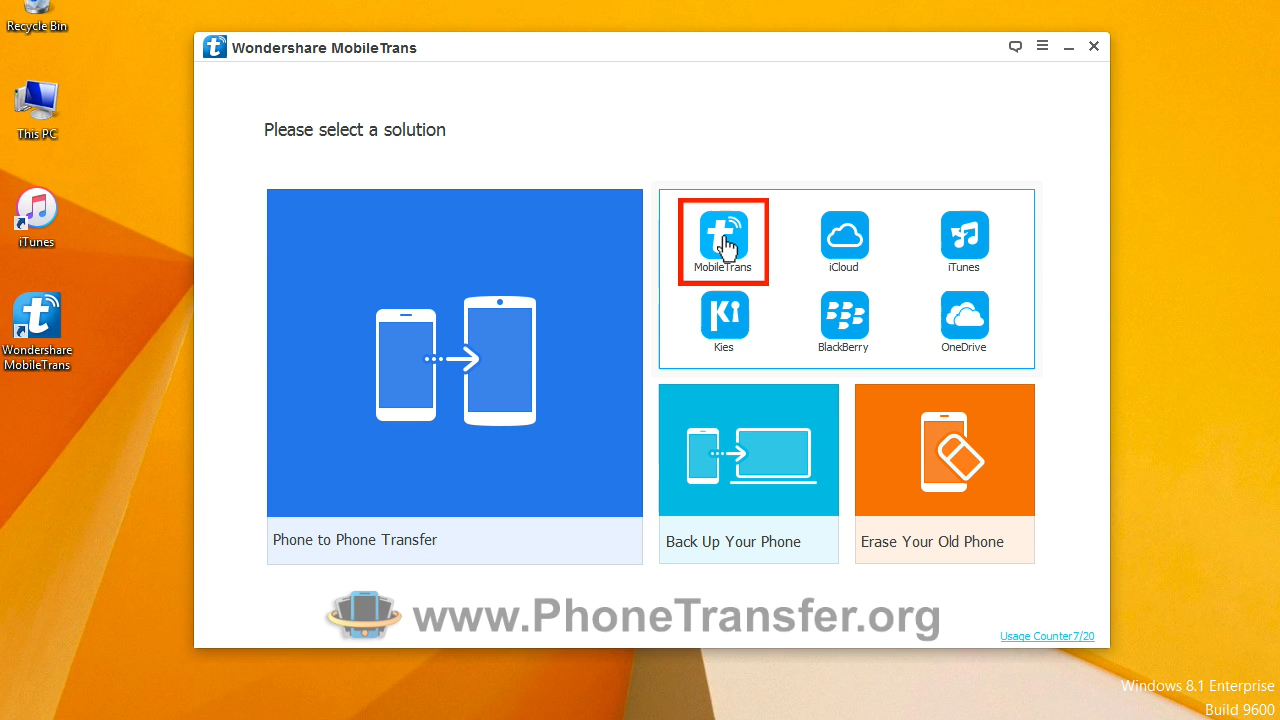 Recycle Bin
This PC
iTunes
Wondershare
MobileTrans
Wondershare MobileTrans
Please select a solution
MobileTrans
iCloud
iTunes
Kies
BlackBerry
OneDrive
Phone to Phone Transfer
Back Up Your Phone
Erase Your Old Phone
www.PhoneTransfer.org
Usage Counter7/20
Windows 8.1 Enterprise
Build 9600